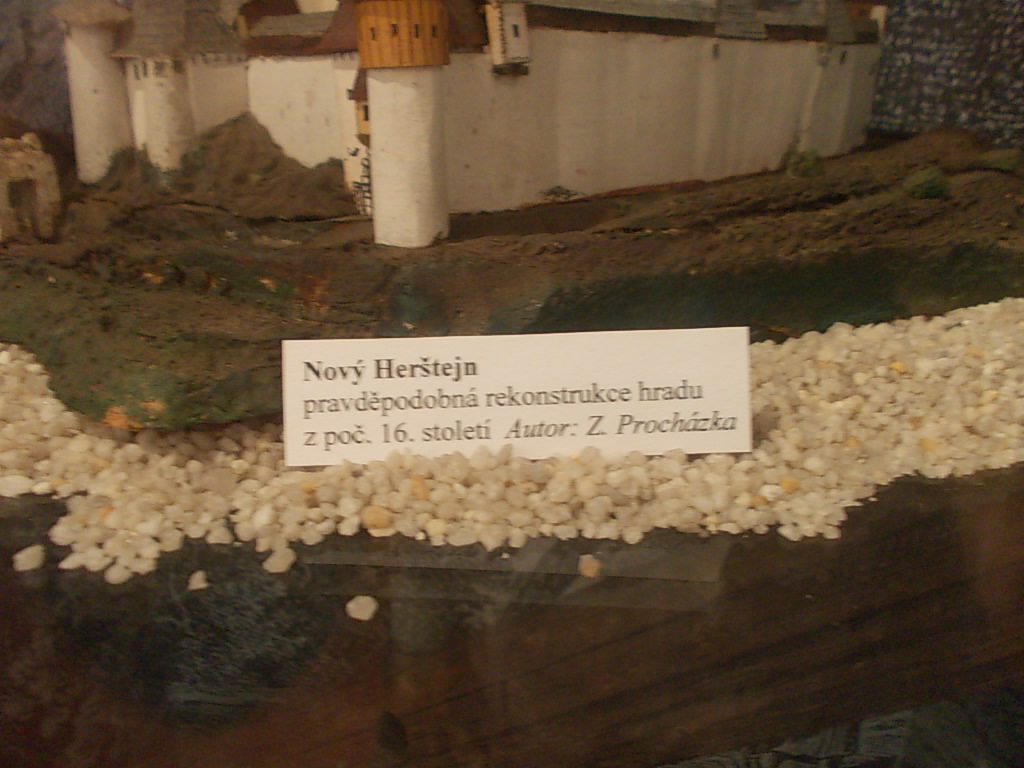 Nový Herštejn
pravděpodobná rekonstrukce hradu
z poč. 16. století Autor: Z. Procházka